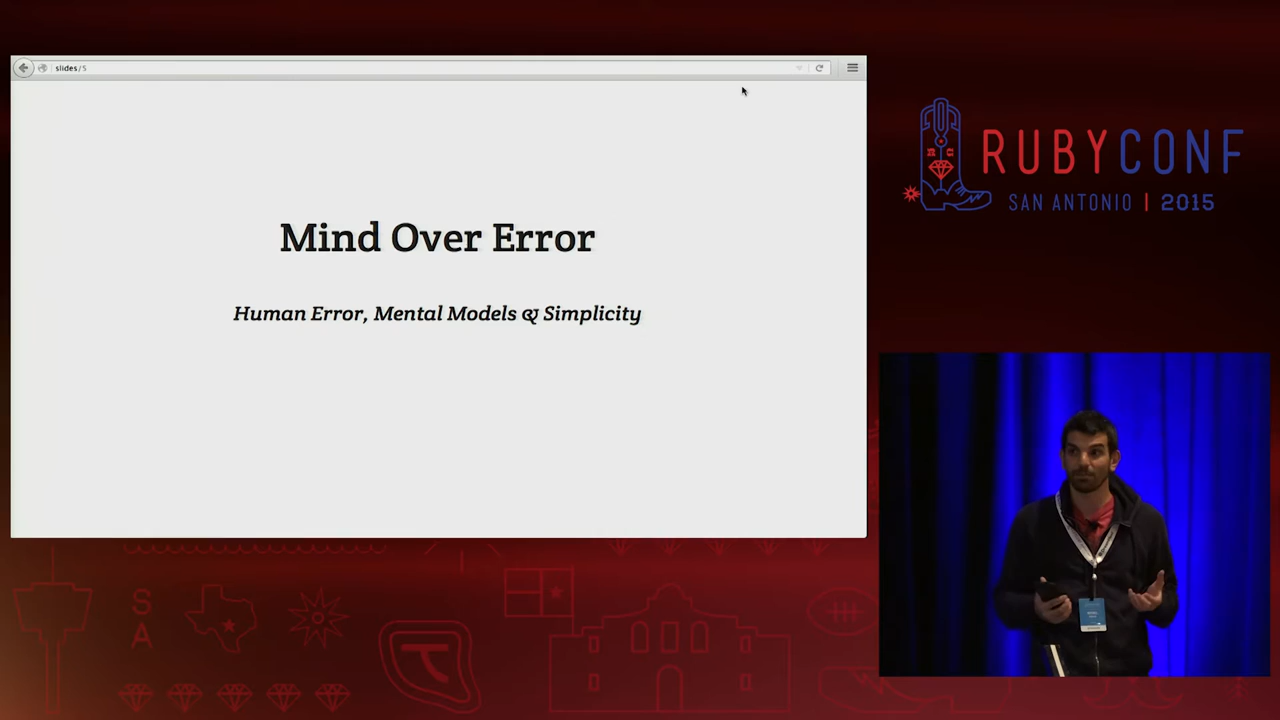 slides/5
Mind Over Error
Human Error, Mental Models & Simplicity
RUBYCONF
SAN ANTONIO | 2015
S
A